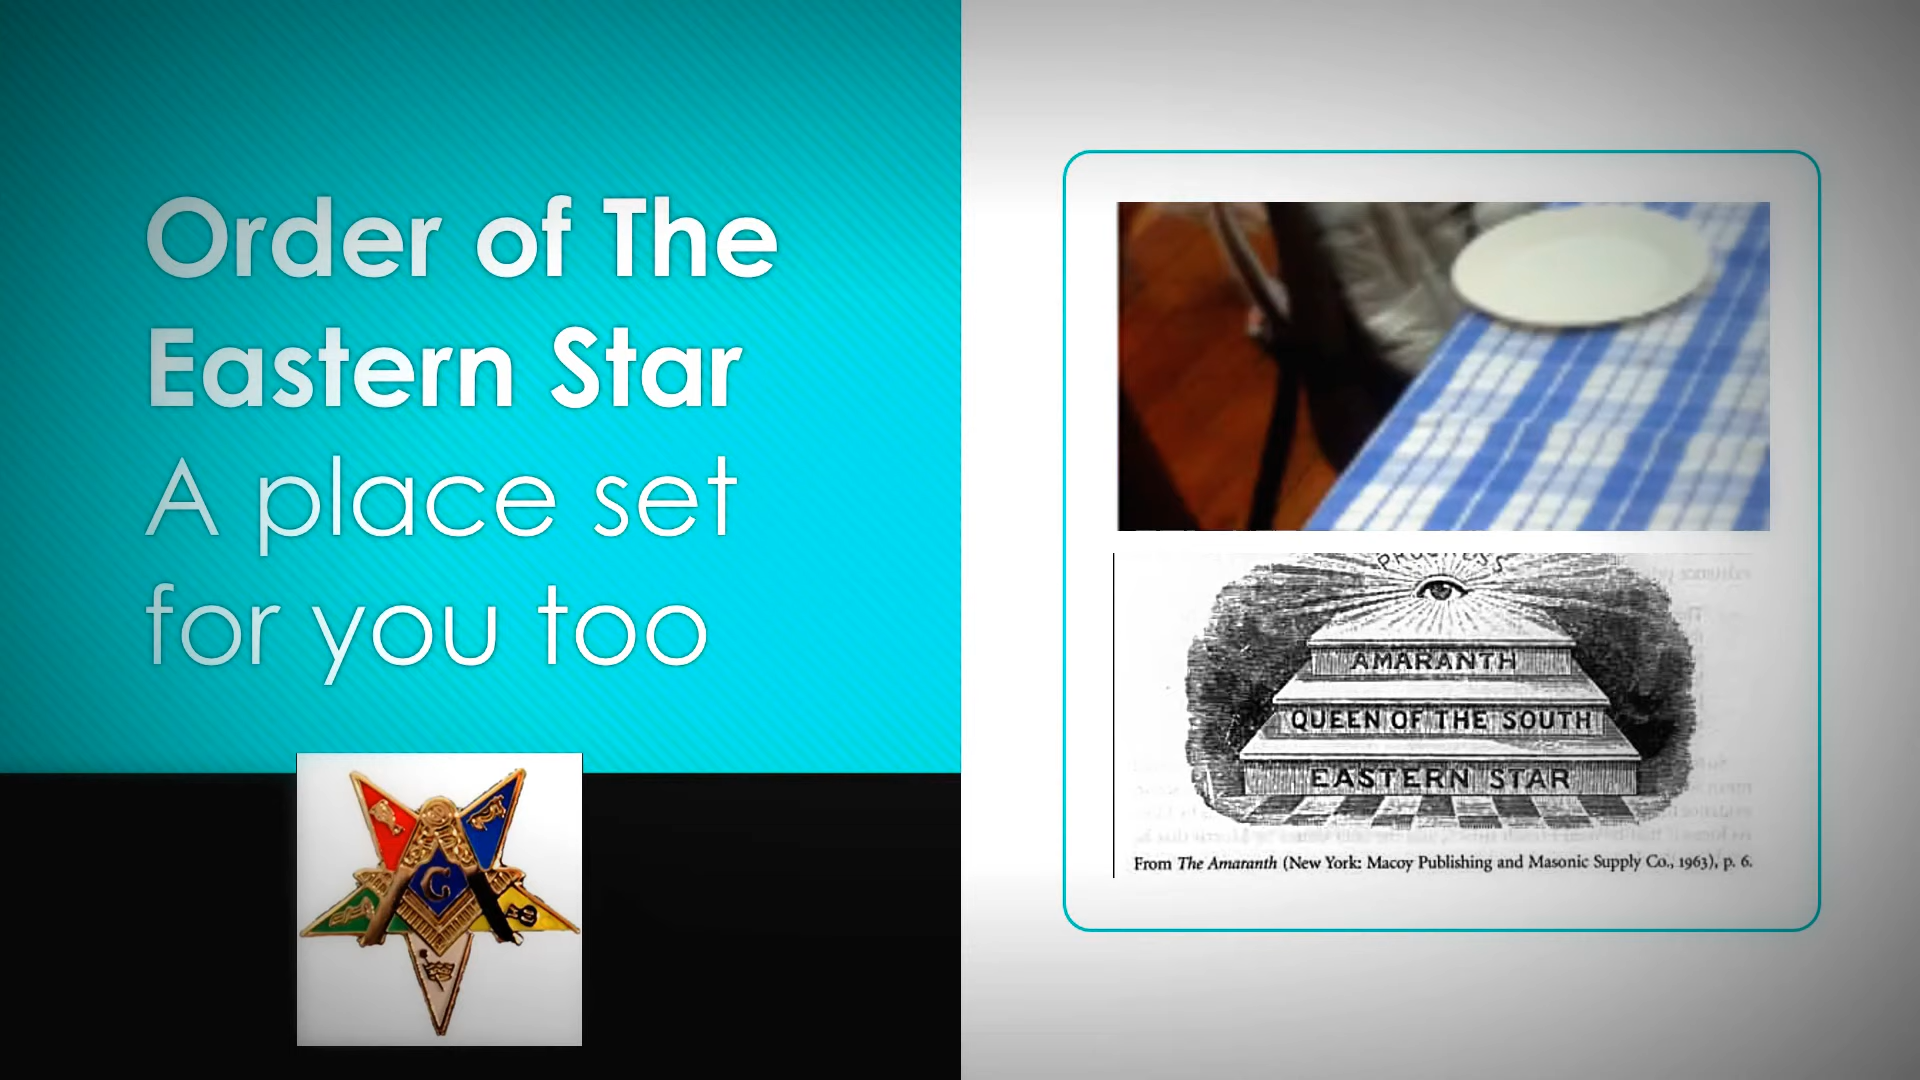 Order of The
Eastern Star
A place set
for you too
PROGRESS
AMARANTH
QUEEN OF THE SOUTH
EASTERN STAR
From The Amaranth (New York: Macoy Publishing and Masonic Supply Co., 1963), p. 6.
G